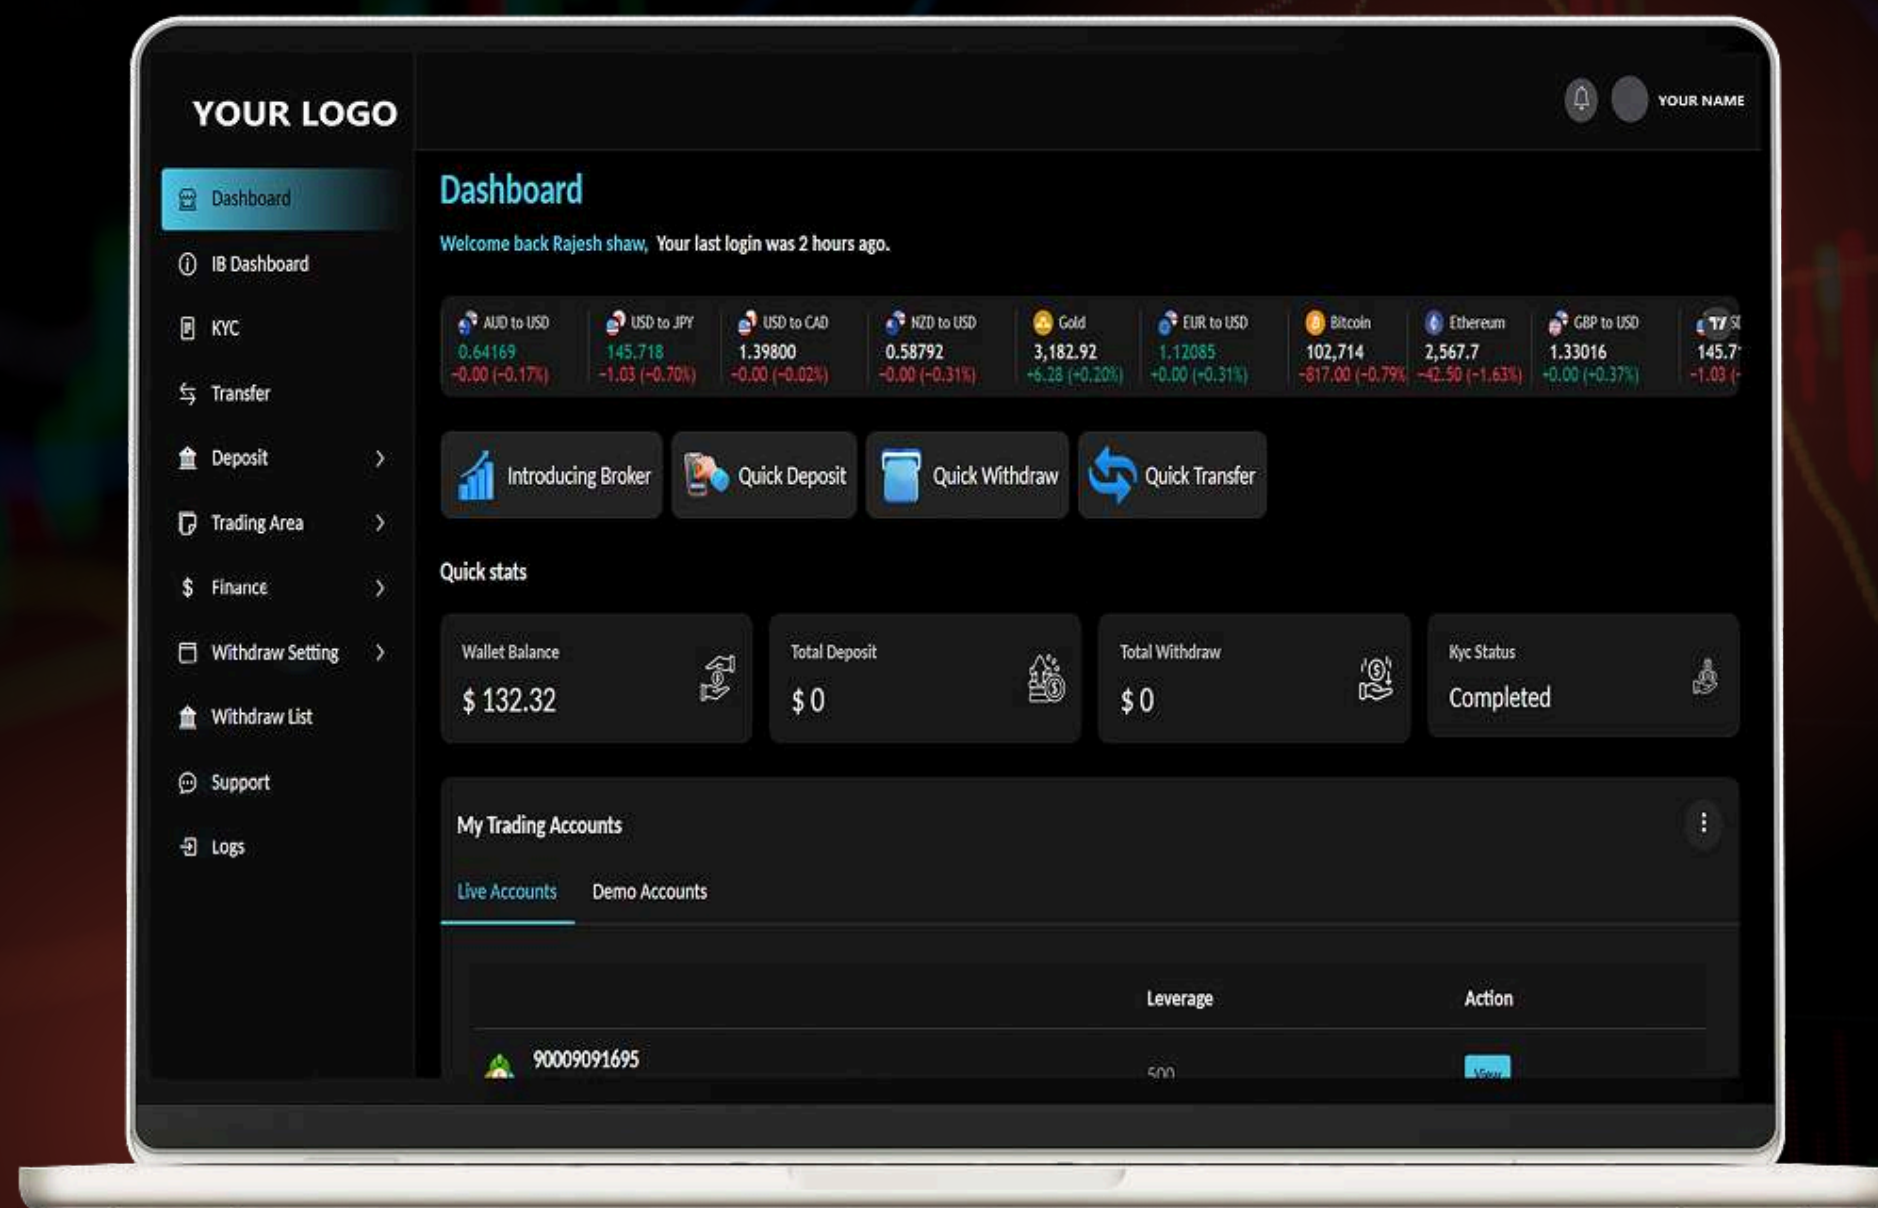 YOUR LOGO
YOUR NAME
Dashboard
IB Dashboard
KYC
Transfer
Deposit
Trading Area
Finance
Withdraw Setting
Withdraw List
Support
Logs
Dashboard
Welcome back Rajesh shaw, Your last login was 2 hours ago.
AUD to USD
0.64169
−0.00 (−0.17%)
USD to JPY
145.718
−1.03 (−0.70%)
USD to CAD
1.39800
−0.00 (−0.02%)
NZD to USD
0.58792
−0.00 (−0.31%)
Gold
3,182.92
+6.28 (+0.20%)
EUR to USD
1.12085
+0.00 (+0.31%)
Bitcoin
102,714
−817.00 (−0.79%
Ethereum
2,567.7
−42.50 (−1.63%)
GBP to USD
1.33016
+0.00 (+0.37%)
145.7
−1.03 (-
Introducing Broker
Quick Deposit
Quick Withdraw
Quick Transfer
Quick stats
Wallet Balance
$ 132.32
Total Deposit
$ 0
Total Withdraw
$ 0
Kyc Status
Completed
My Trading Accounts
Live Accounts Demo Accounts
Leverage Action
90009091695
500 View